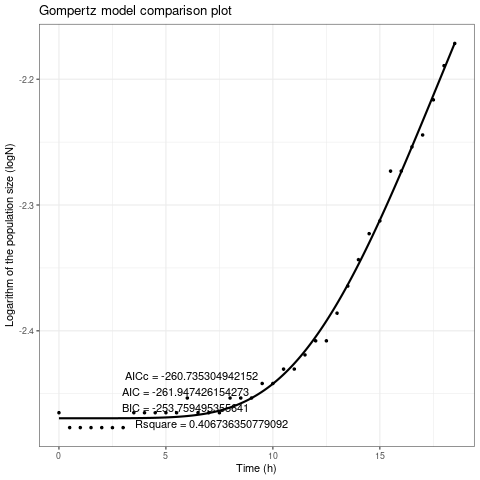 Gompertz model comparison plot
Logarithm of the population size (logN)
-2.2
-2.3
-2.4
AICc = -260.735304942152
AIC = -261.947426154273
BIC = -253.759495355641
Rsquare = 0.406736350779092
0 5 10 15
Time (h)